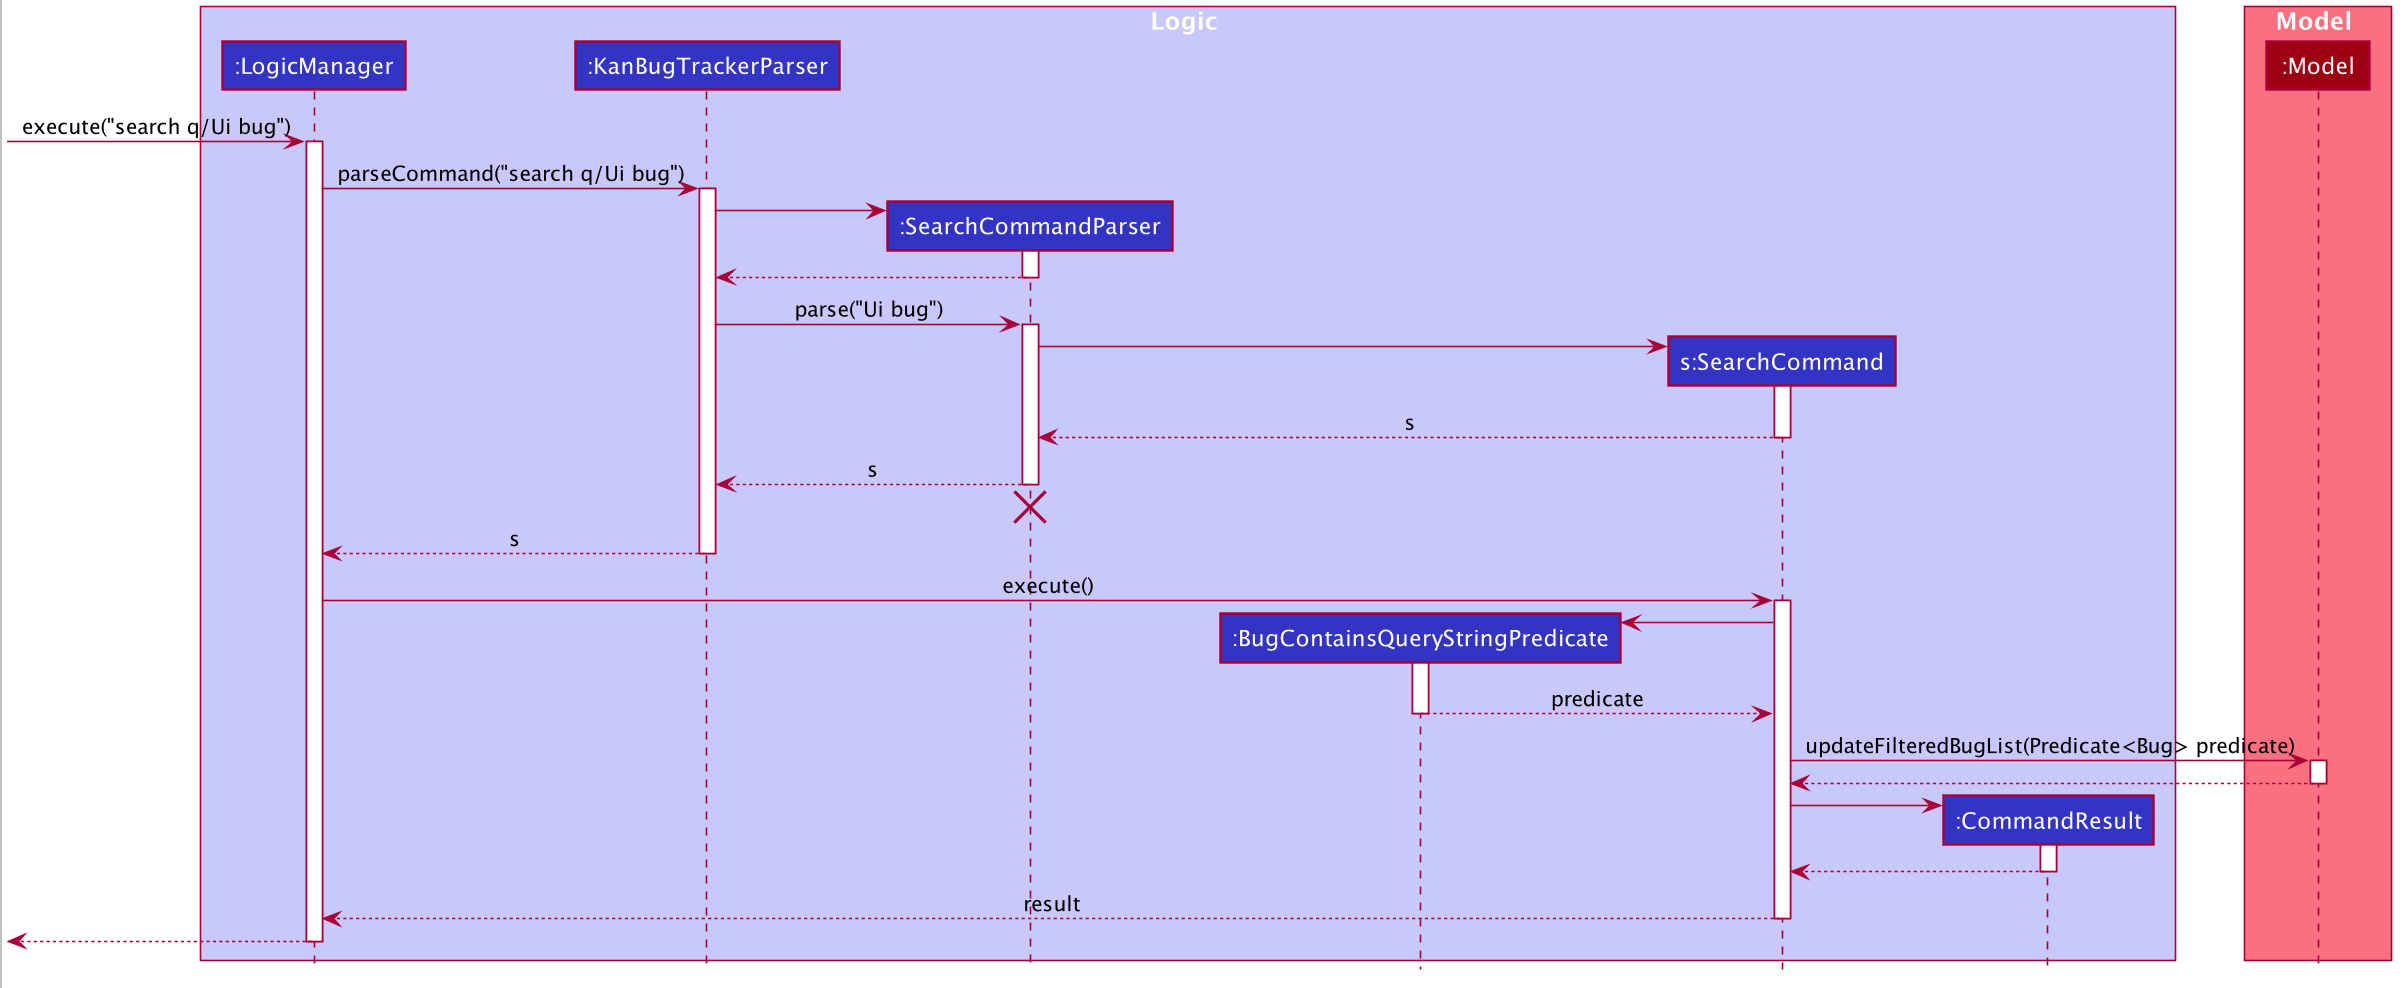 Logic
Model
:LogicManager
:KanBugTrackerParser
:Model
execute("search q/Ui bug")
parseCommand("search q/Ui bug")
:SearchCommandParser
parse("Ui bug")
s:SearchCommand
s
s
s
execute()
:BugContainsQueryStringPredicate
predicate
updateFilteredBugList(Predicate<Bug> predicate)
:CommandResult
result